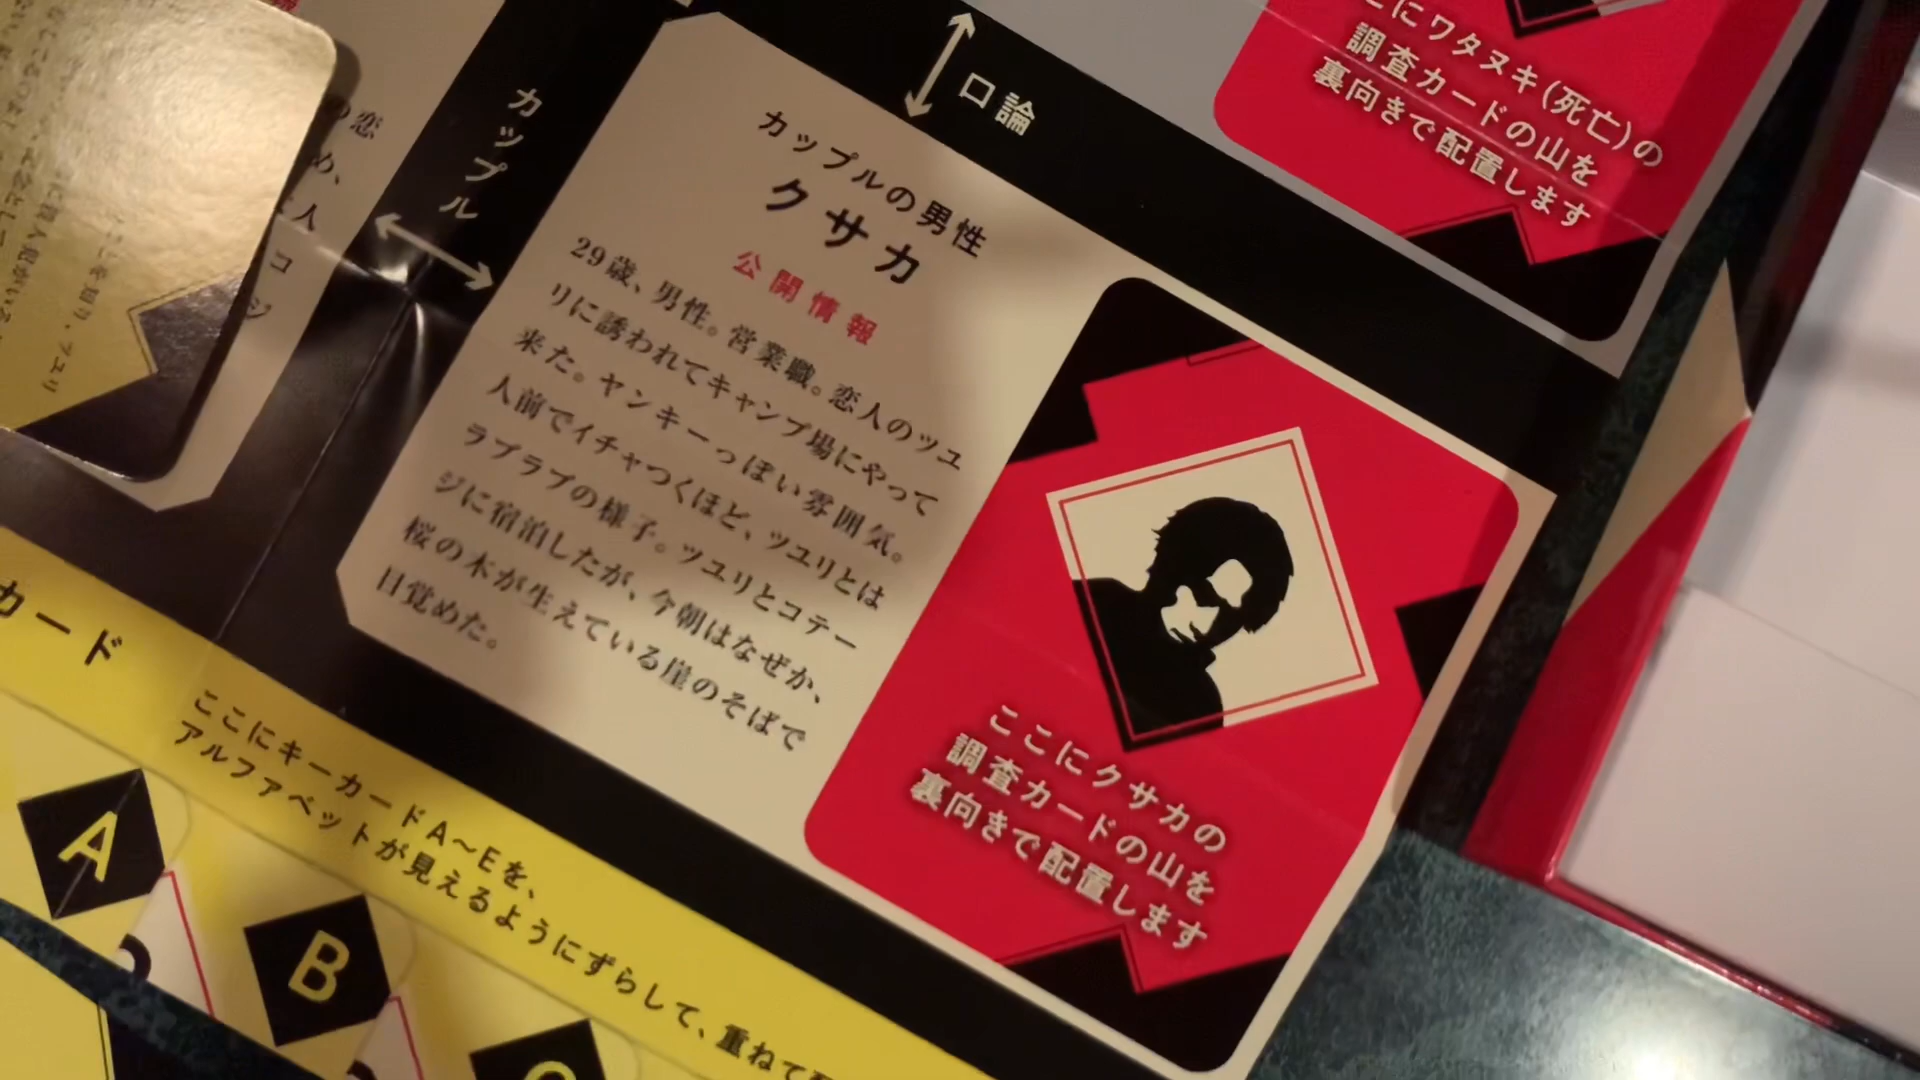 カップル
口論
こにワタヌキ(死亡)の
調査カードの山を
裏向きで配置します
カップルの男性
クサカ
公開情報
29歳、男性。営業職。恋人のツユ
リに誘われてキャンプ場にやって
来た。ヤンキーっぽい雰囲気。
人前でイチャつくほど、ツユリとは
ラブラブの様子。ツユリとコテー
ジに宿泊したが、今朝はなぜか、
桜の木が生えている崖のそばで
目覚めた。
ここにクサカの
調査カードの山を
裏向きで配置します
カード
ここにキーカードA〜Eを、
アルファベットが見えるようにずらして、重ねて
A
B